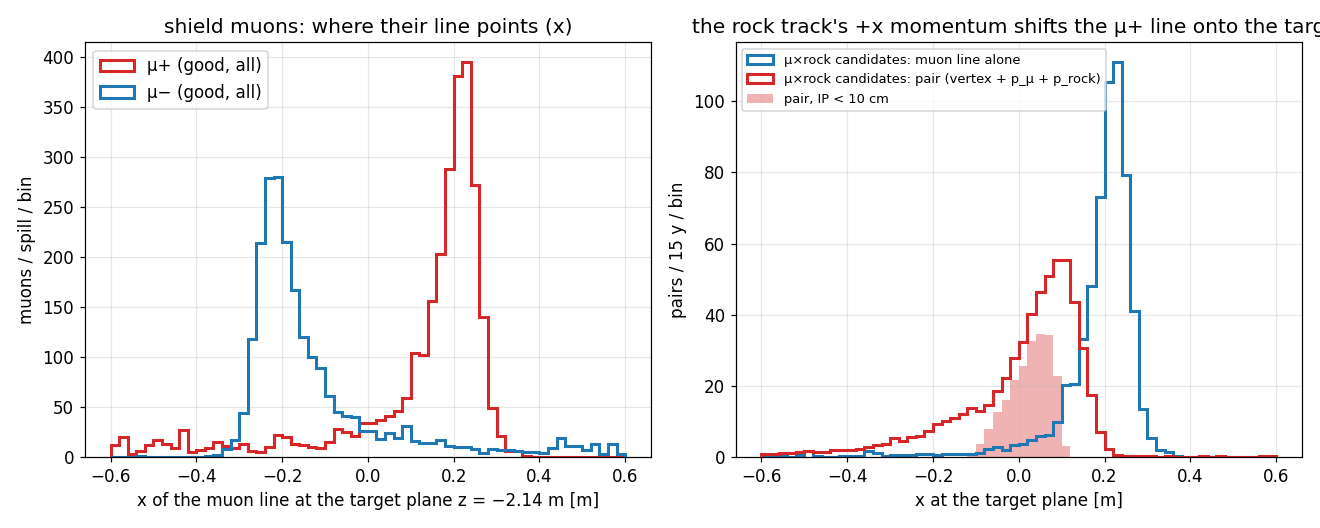 shield muons: where their line points (x)
μ+ (good, all)
μ− (good, all)
muons / spill / bin
400
350
300
250
200
150
100
50
0
−0.6 −0.4 −0.2 0.0 0.2 0.4 0.6
x of the muon line at the target plane z = −2.14 m [m]
the rock track's +x momentum shifts the μ+ line onto the targ
μ×rock candidates: muon line alone
μ×rock candidates: pair (vertex + p_μ + p_rock)
pair, IP < 10 cm
pairs / 15 y / bin
100
80
60
40
20
0
−0.6 −0.4 −0.2 0.0 0.2 0.4 0.6
x at the target plane [m]